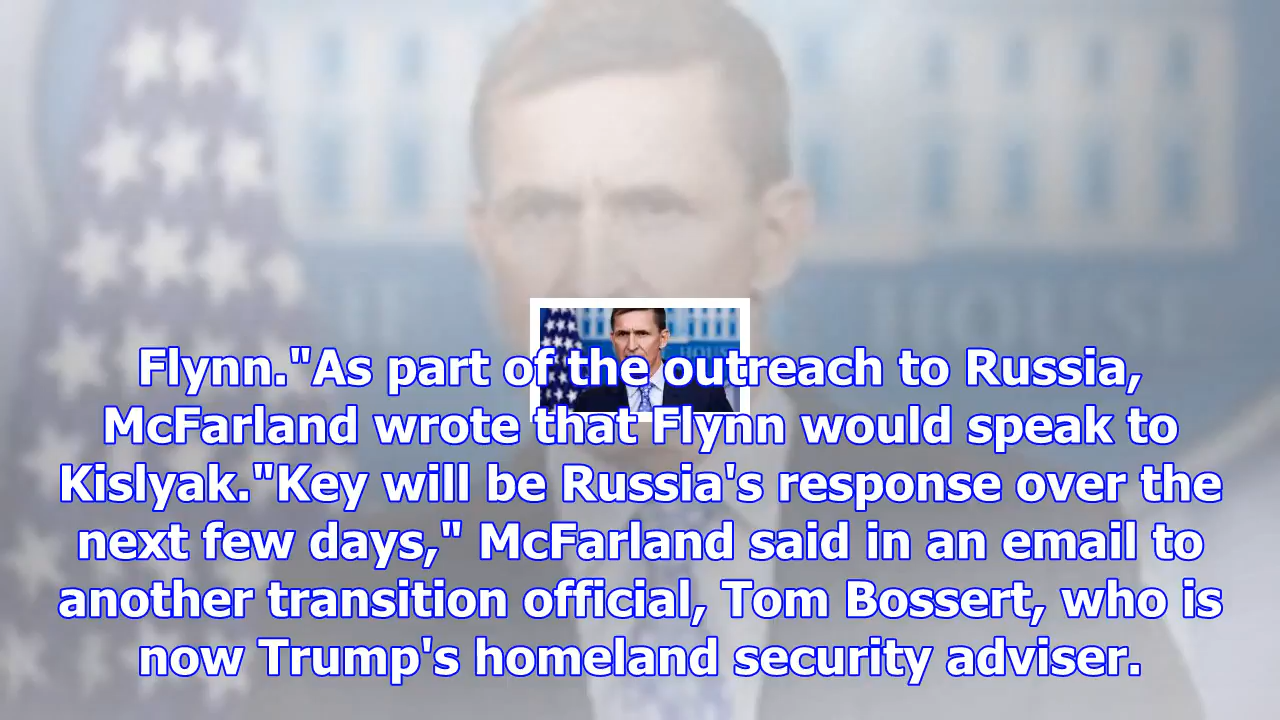 HOUSE
Flynn."As part of the outreach to Russia,
McFarland wrote that Flynn would speak to
Kislyak."Key will be Russia's response over the
next few days," McFarland said in an email to
another transition official, Tom Bossert, who is
now Trump's homeland security adviser.